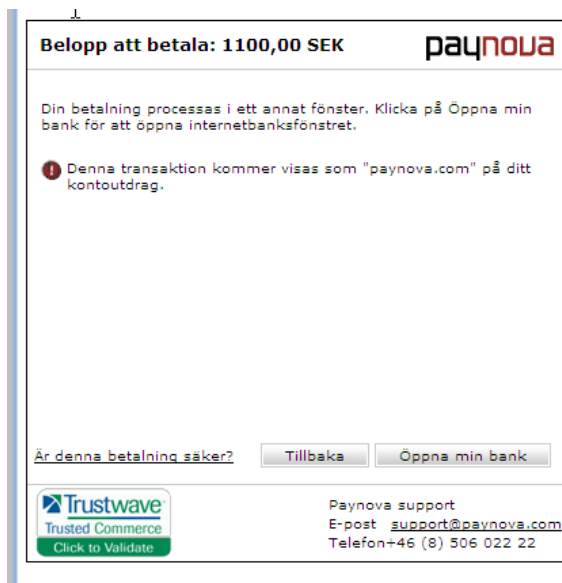 Belopp att betala: 1100,00 SEK
paynova
Din betalning processas i ett annat fönster. Klicka på Öppna min
bank för att öppna internetbanksfönstret.
Denna transaktion kommer visas som "paynova.com" på ditt
kontoutdrag.
Är denna betalning säker?
Tillbaka
Öppna min bank
Trustwave
Trusted Commerce
Click to Validate
Paynova support
E-post support@paynova.com
Telefon+46 (8) 506 022 22